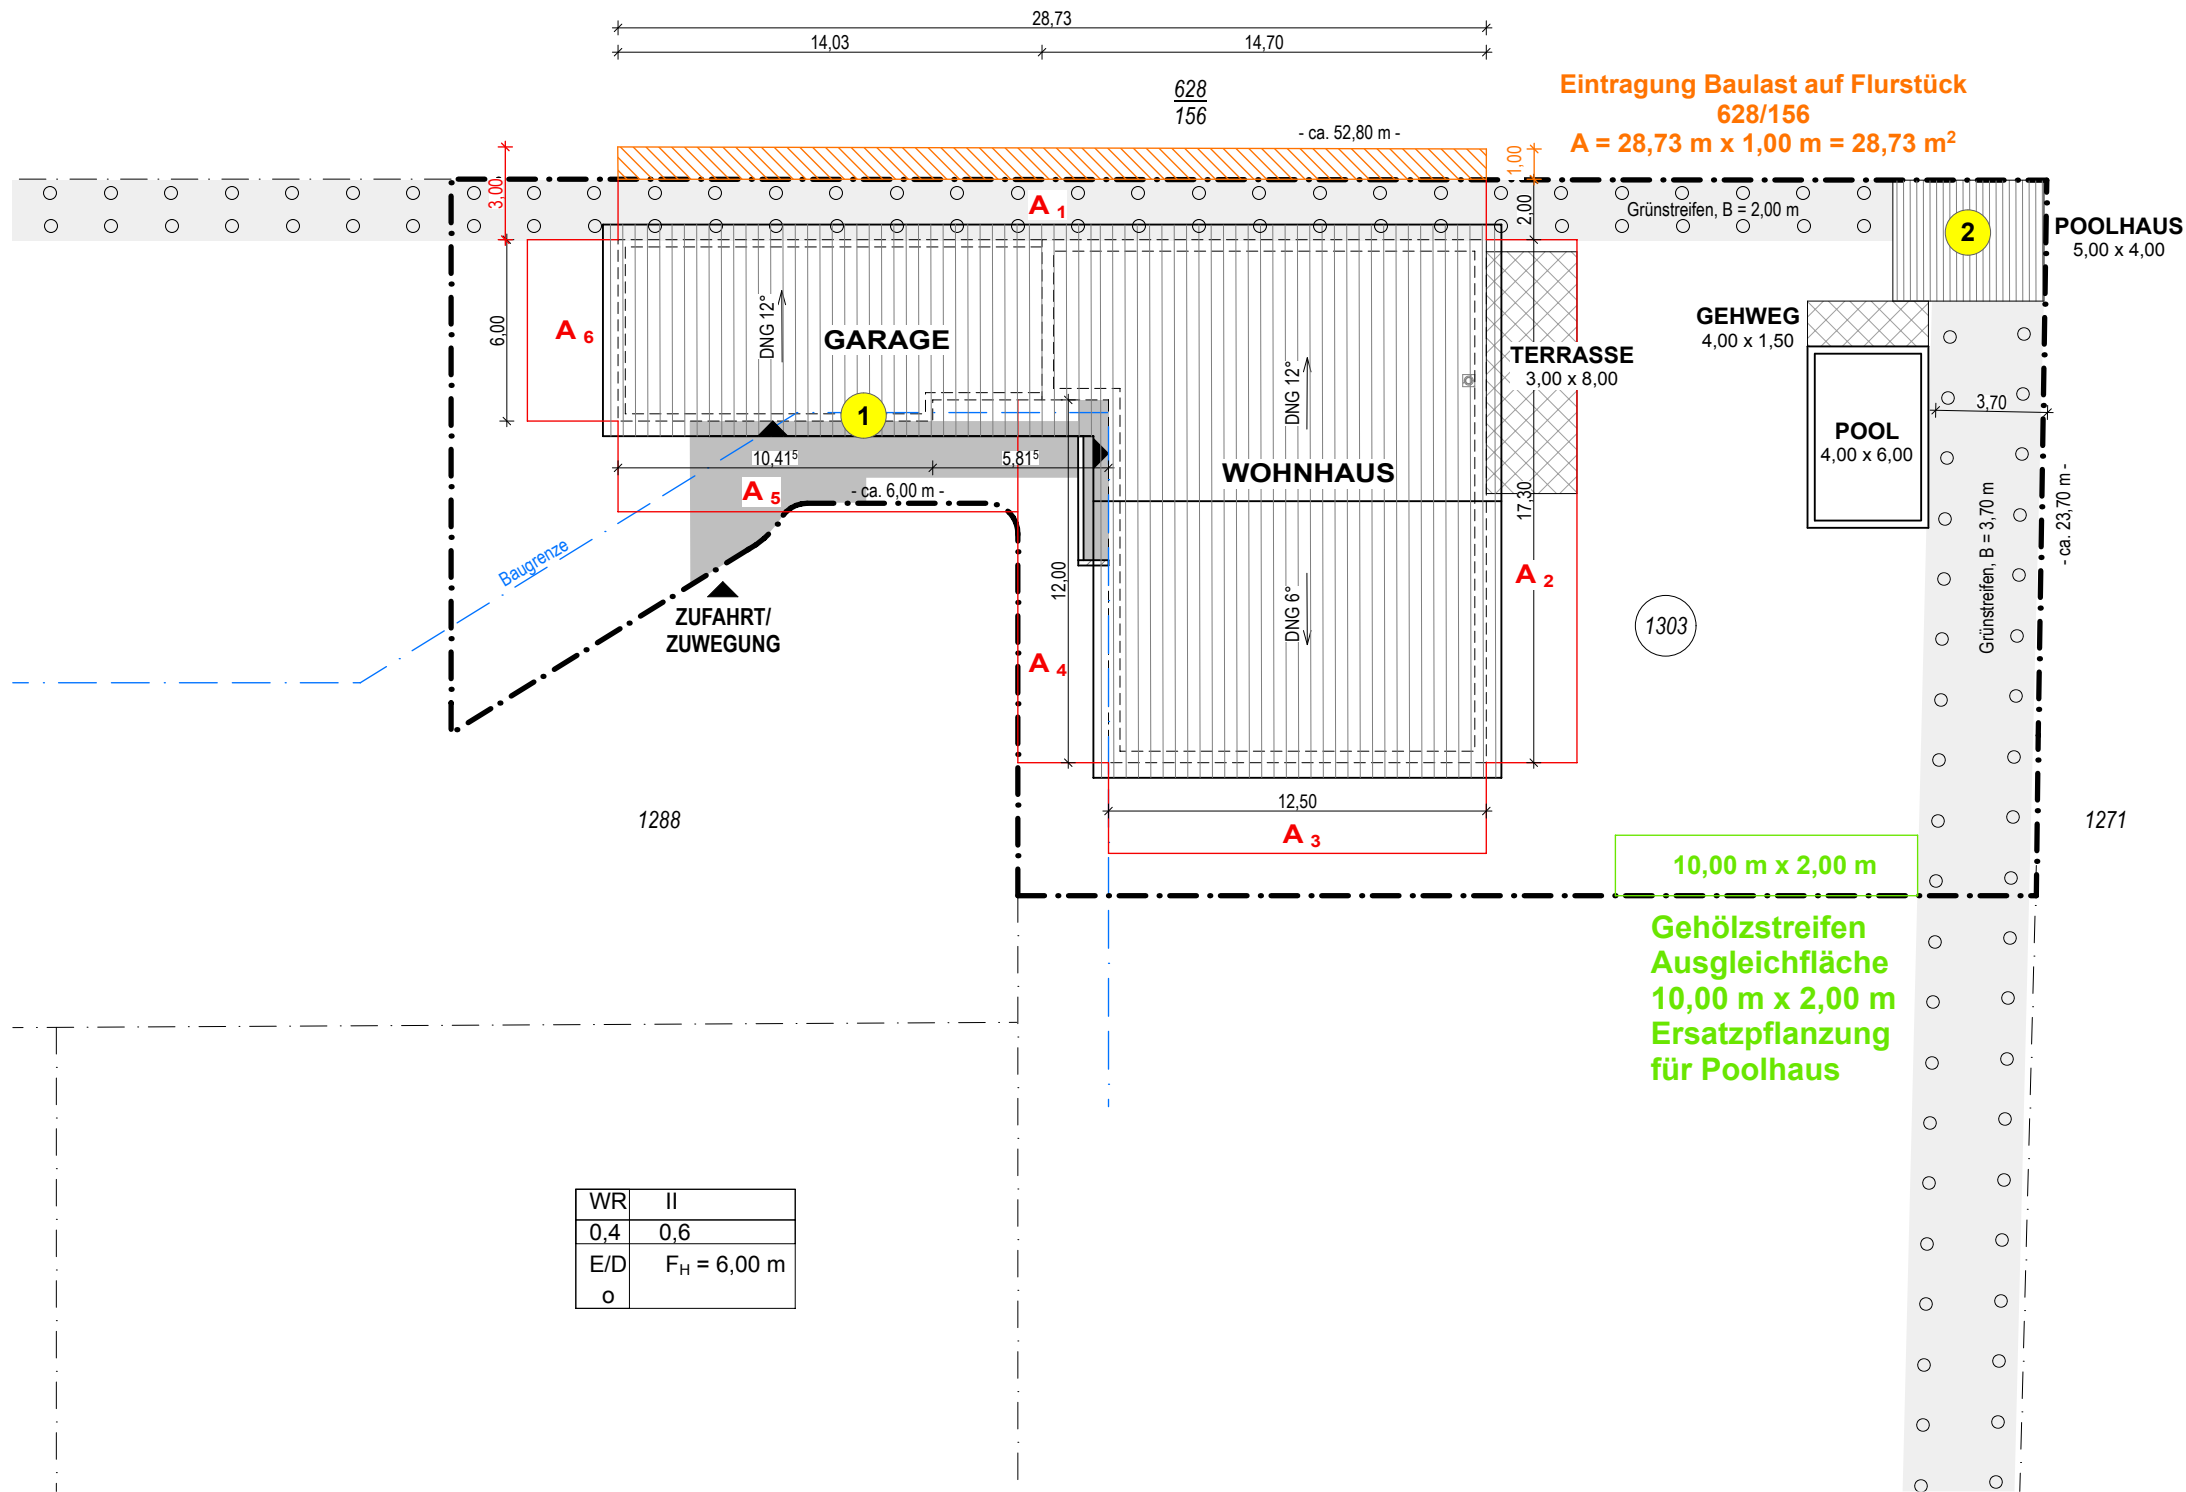 28,73
14,03
14,70
628
156
- ca. 52,80 m -
Eintragung Baulast auf Flurstück
628/156
A = 28,73 m x 1,00 m = 28,73 m²
1,00
3,00
A 1
2,00
Grünstreifen, B = 2,00 m
2
POOLHAUS
5,00 x 4,00
6,00
A 6
DNG 12°
GARAGE
DNG 12°
TERRASSE
3,00 x 8,00
GEHWEG
4,00 x 1,50
3,70
POOL
4,00 x 6,00
1
10,41⁵
5,81⁵
WOHNHAUS
A 5
- ca. 6,00 m -
17,30
Baugrenze
12,00
A 2
DNG 6°
Grünstreifen, B = 3,70 m
- ca. 23,70 m -
ZUFAHRT/
ZUWEGUNG
1303
A 4
12,50
A 3
1288
1271
10,00 m x 2,00 m
Gehölzstreifen
Ausgleichfläche
10,00 m x 2,00 m
Ersatzpflanzung
für Poolhaus
WR II
0,4 0,6
E/D FH = 6,00 m
o